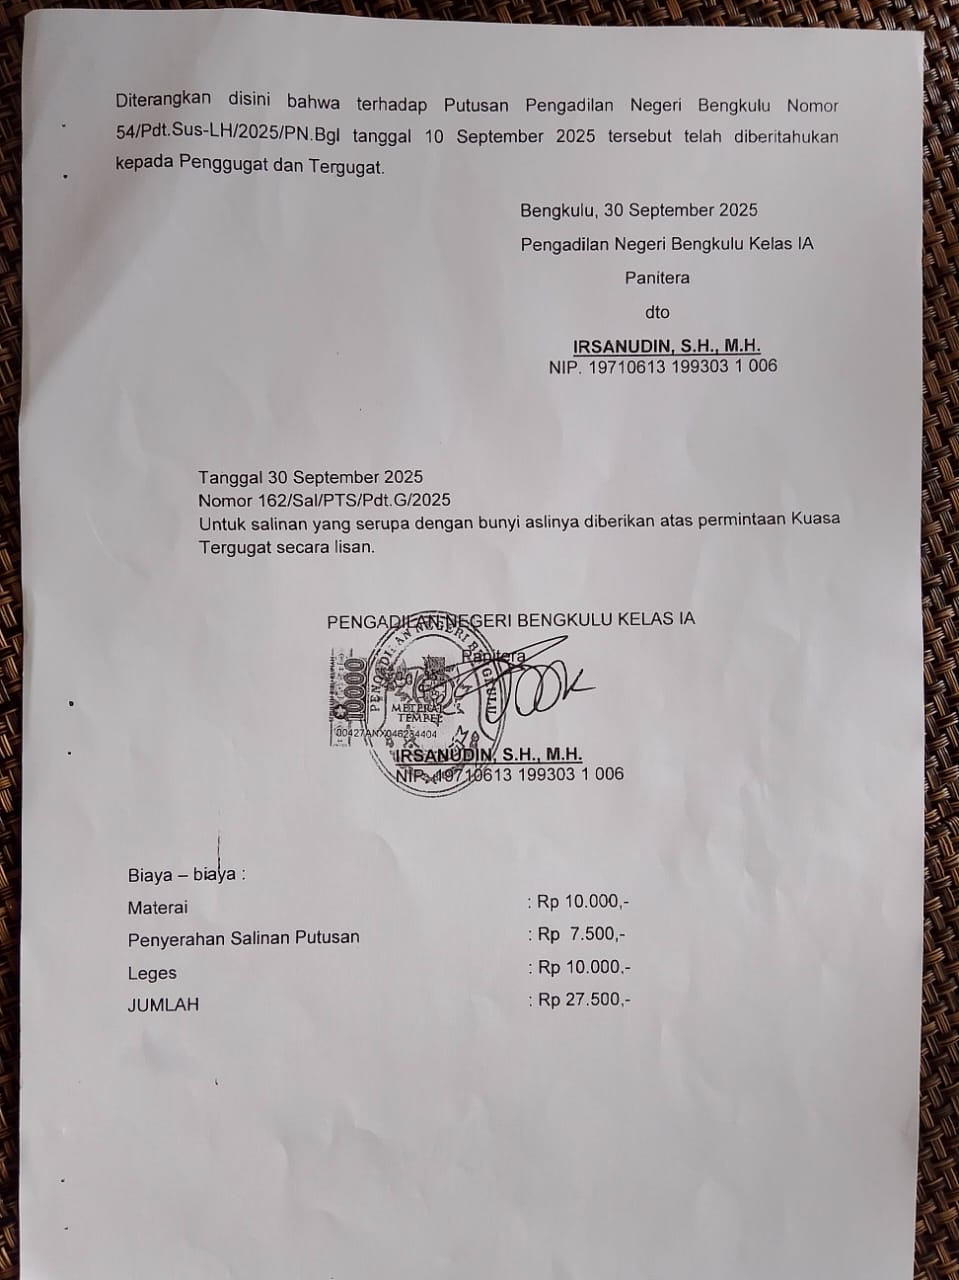 Diterangkan disini bahwa terhadap Putusan Pengadilan Negeri Bengkulu Nomor
54/Pdt.Sus-LH/2025/PN.Bgl tanggal 10 September 2025 tersebut telah diberitahukan
kepada Penggugat dan Tergugat.
Bengkulu, 30 September 2025
Pengadilan Negeri Bengkulu Kelas IA
Panitera
dto
IRSANUDIN, S.H., M.H.
NIP. 19710613 199303 1 006
Tanggal 30 September 2025
Nomor 162/Sal/PTS/Pdt.G/2025
Untuk salinan yang serupa dengan bunyi aslinya diberikan atas permintaan Kuasa
Tergugat secara lisan.
PENGADILAN NEGERI BENGKULU KELAS IA
Panitera
PENGADILAN NEGERI BENGKULU
10000
METERAI
TEMPEL
00427ANX046234404
IRSANUDIN, S.H., M.H.
NIP. 19710613 199303 1 006
Biaya – biaya :
Materai : Rp 10.000,-
Penyerahan Salinan Putusan : Rp 7.500,-
Leges : Rp 10.000.-
JUMLAH : Rp 27.500,-